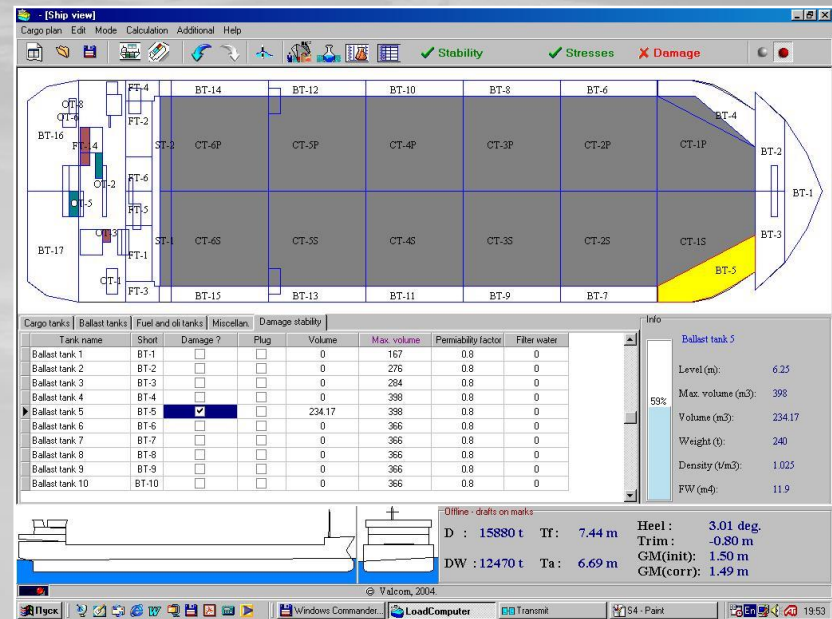 - [Ship view]
Cargo plan Edit Mode Calculation Additional Help
Stability Stresses Damage
FT-4 BT-14 BT-12 BT-10 BT-8 BT-6
OT-8
OT-6 FT-2 BT-4
BT-16 FT-14 ST-2 CT-6P CT-5P CT-4P CT-3P CT-2P CT-1P BT-2
OT-2 FT-6
BT-1
OT-5 FT-5
OT-3 ST-1 CT-6S CT-5S CT-4S CT-3S CT-2S CT-1S BT-3
BT-17 FT-1
OT-1 BT-5
FT-3 BT-15 BT-13 BT-11 BT-9 BT-7
Cargo tanks Ballast tanks Fuel and oli tanks Miscellan. Damage stability
Tank name Short Damage ? Plug Volume Max. volume Permiability factor Filter water
Ballast tank 1 BT-1 0 167 0.8 0
Ballast tank 2 BT-2 0 276 0.8 0
Ballast tank 3 BT-3 0 284 0.8 0
Ballast tank 4 BT-4 0 398 0.8 0
Ballast tank 5 BT-5 234.17 398 0.8 0
Ballast tank 6 BT-6 0 366 0.8 0
Ballast tank 7 BT-7 0 366 0.8 0
Ballast tank 8 BT-8 0 366 0.8 0
Ballast tank 9 BT-9 0 366 0.8 0
Ballast tank 10 BT-10 0 366 0.8 0
Info
Ballast tank 5
59%
Level (m): 6.25
Max. volume (m3): 398
Volume (m3): 234.17
Weight (t): 240
Density (t/m3): 1.025
FW (m4): 11.9
Offline - drafts on marks
D : 15880 t Tf: 7.44 m
DW : 12470 t Ta: 6.69 m
Heel : 3.01 deg.
Trim : -0.80 m
GM(init): 1.50 m
GM(corr): 1.49 m
© Valcom, 2004.
Пуск Windows Commander... LoadComputer Transmit S4 - Paint En 19:53